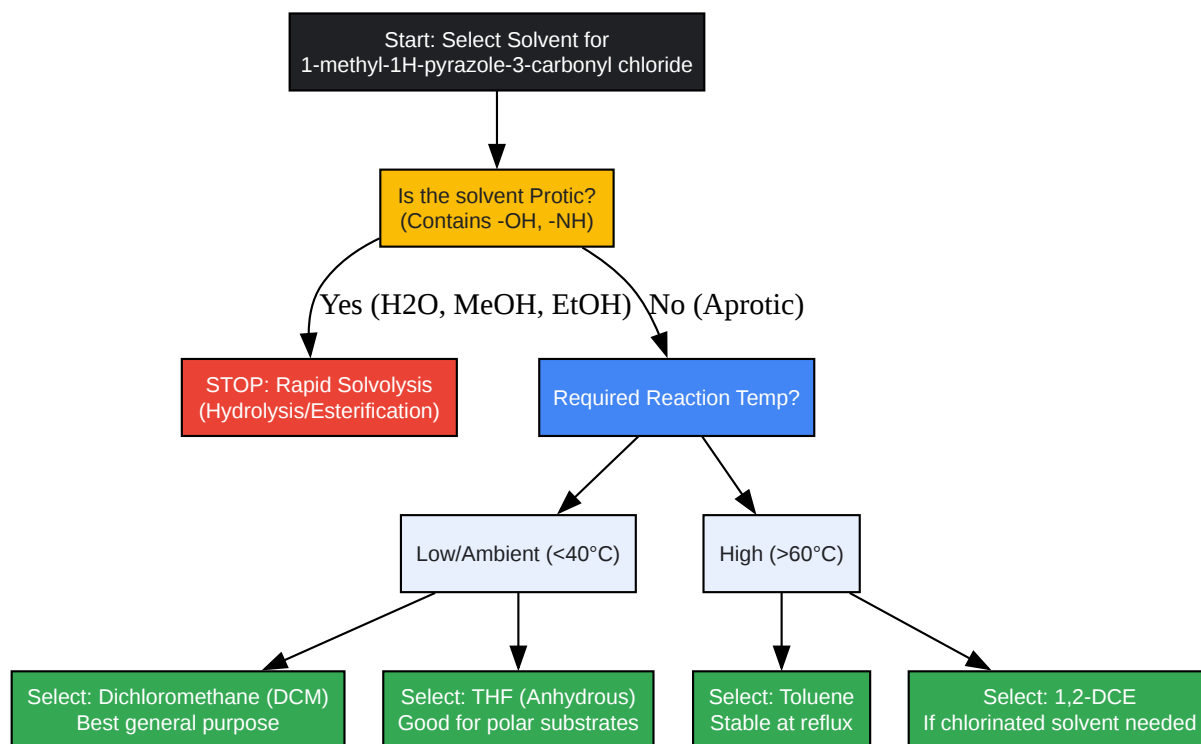 Start: Select Solvent for
1-methyl-1H-pyrazole-3-carbonyl chloride
Is the solvent Protic?
(Contains -OH, -NH)
Yes (H2O, MeOH, EtOH)
No (Aprotic)
STOP: Rapid Solvolysis
(Hydrolysis/Esterification)
Required Reaction Temp?
Low/Ambient (<40°C)
High (>60°C)
Select: Dichloromethane (DCM)
Best general purpose
Select: THF (Anhydrous)
Good for polar substrates
Select: Toluene
Stable at reflux
Select: 1,2-DCE
If chlorinated solvent needed